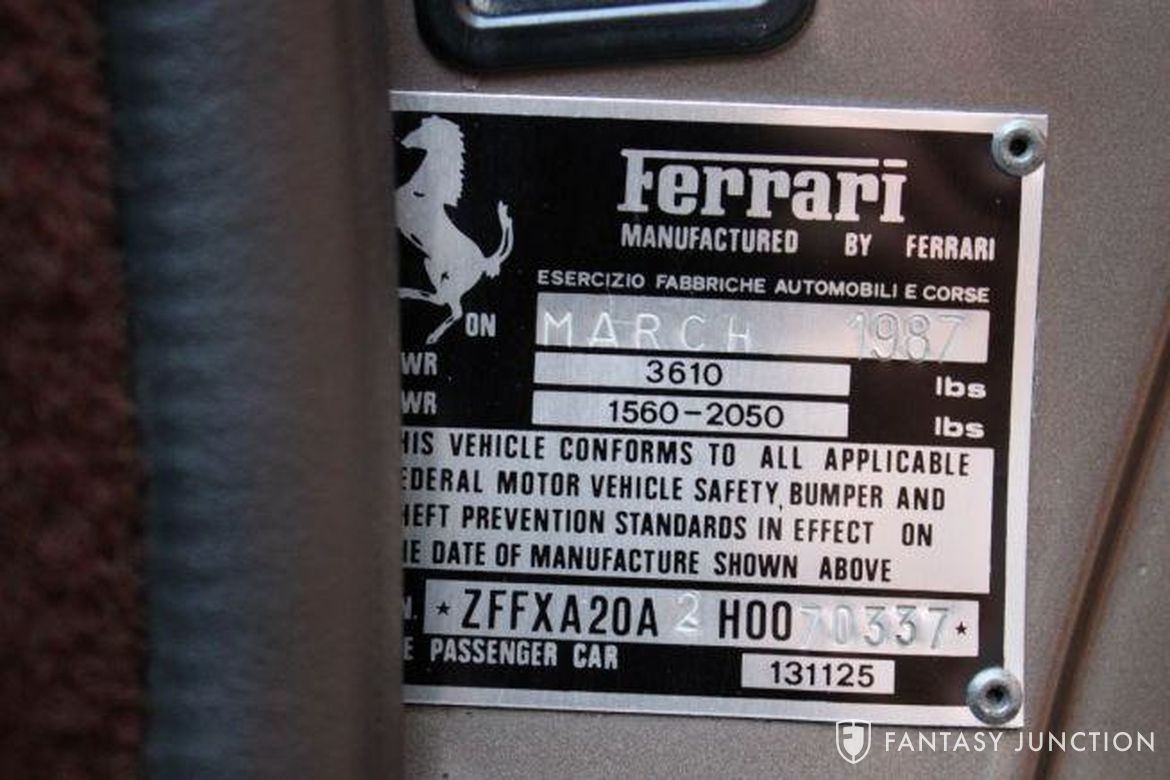 Ferrari
MANUFACTURED BY FERRARI
ESERCIZIO FABBRICHE AUTOMOBILI E CORSE
ON MARCH 1987
WR 3610 lbs
WR 1560-2050 lbs
HIS VEHICLE CONFORMS TO ALL APPLICABLE
EDERAL MOTOR VEHICLE SAFETY, BUMPER AND
HEFT PREVENTION STANDARDS IN EFFECT ON
HE DATE OF MANUFACTURE SHOWN ABOVE
N. * ZFFXA20A 2 H00 70337 *
E PASSENGER CAR 131125
FANTASY JUNCTION